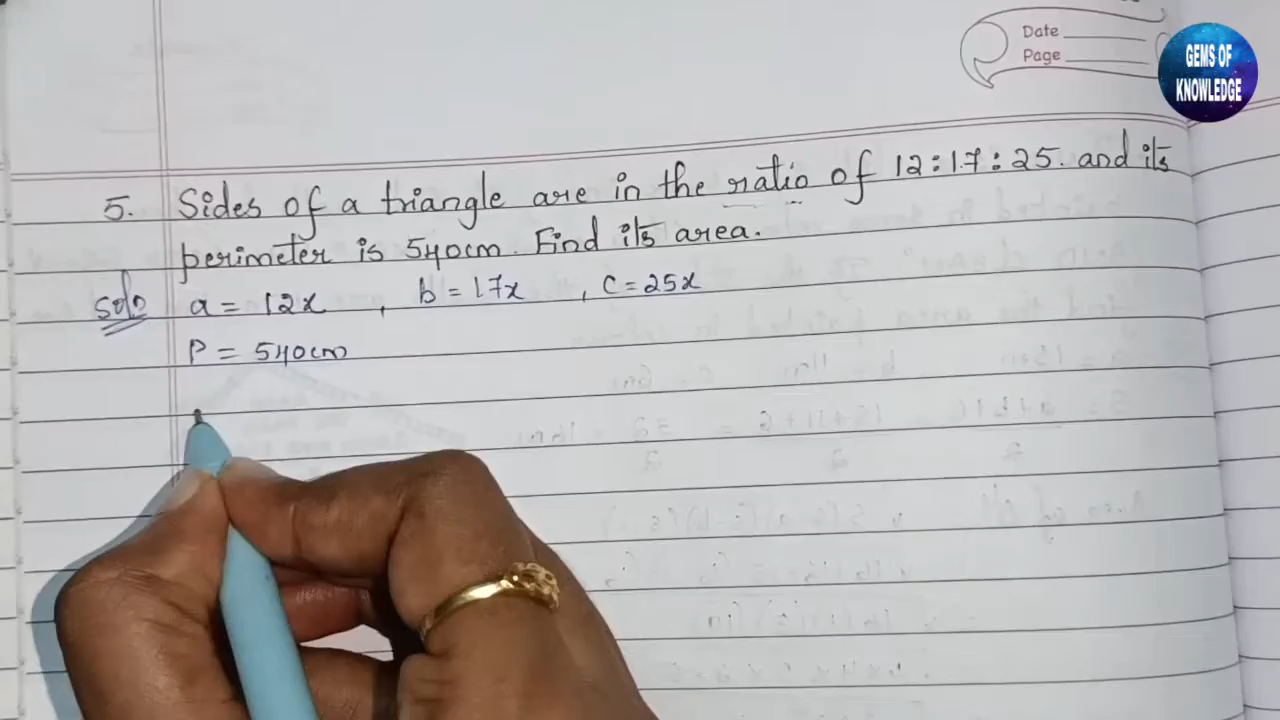 Date
Page
GEMS OF
KNOWLEDGE
5. Sides of a triangle are in the ratio of 12:17:25. and its
perimeter is 540cm. Find its area.
Soln a = 12x , b = 17x , c = 25x
P = 540cm